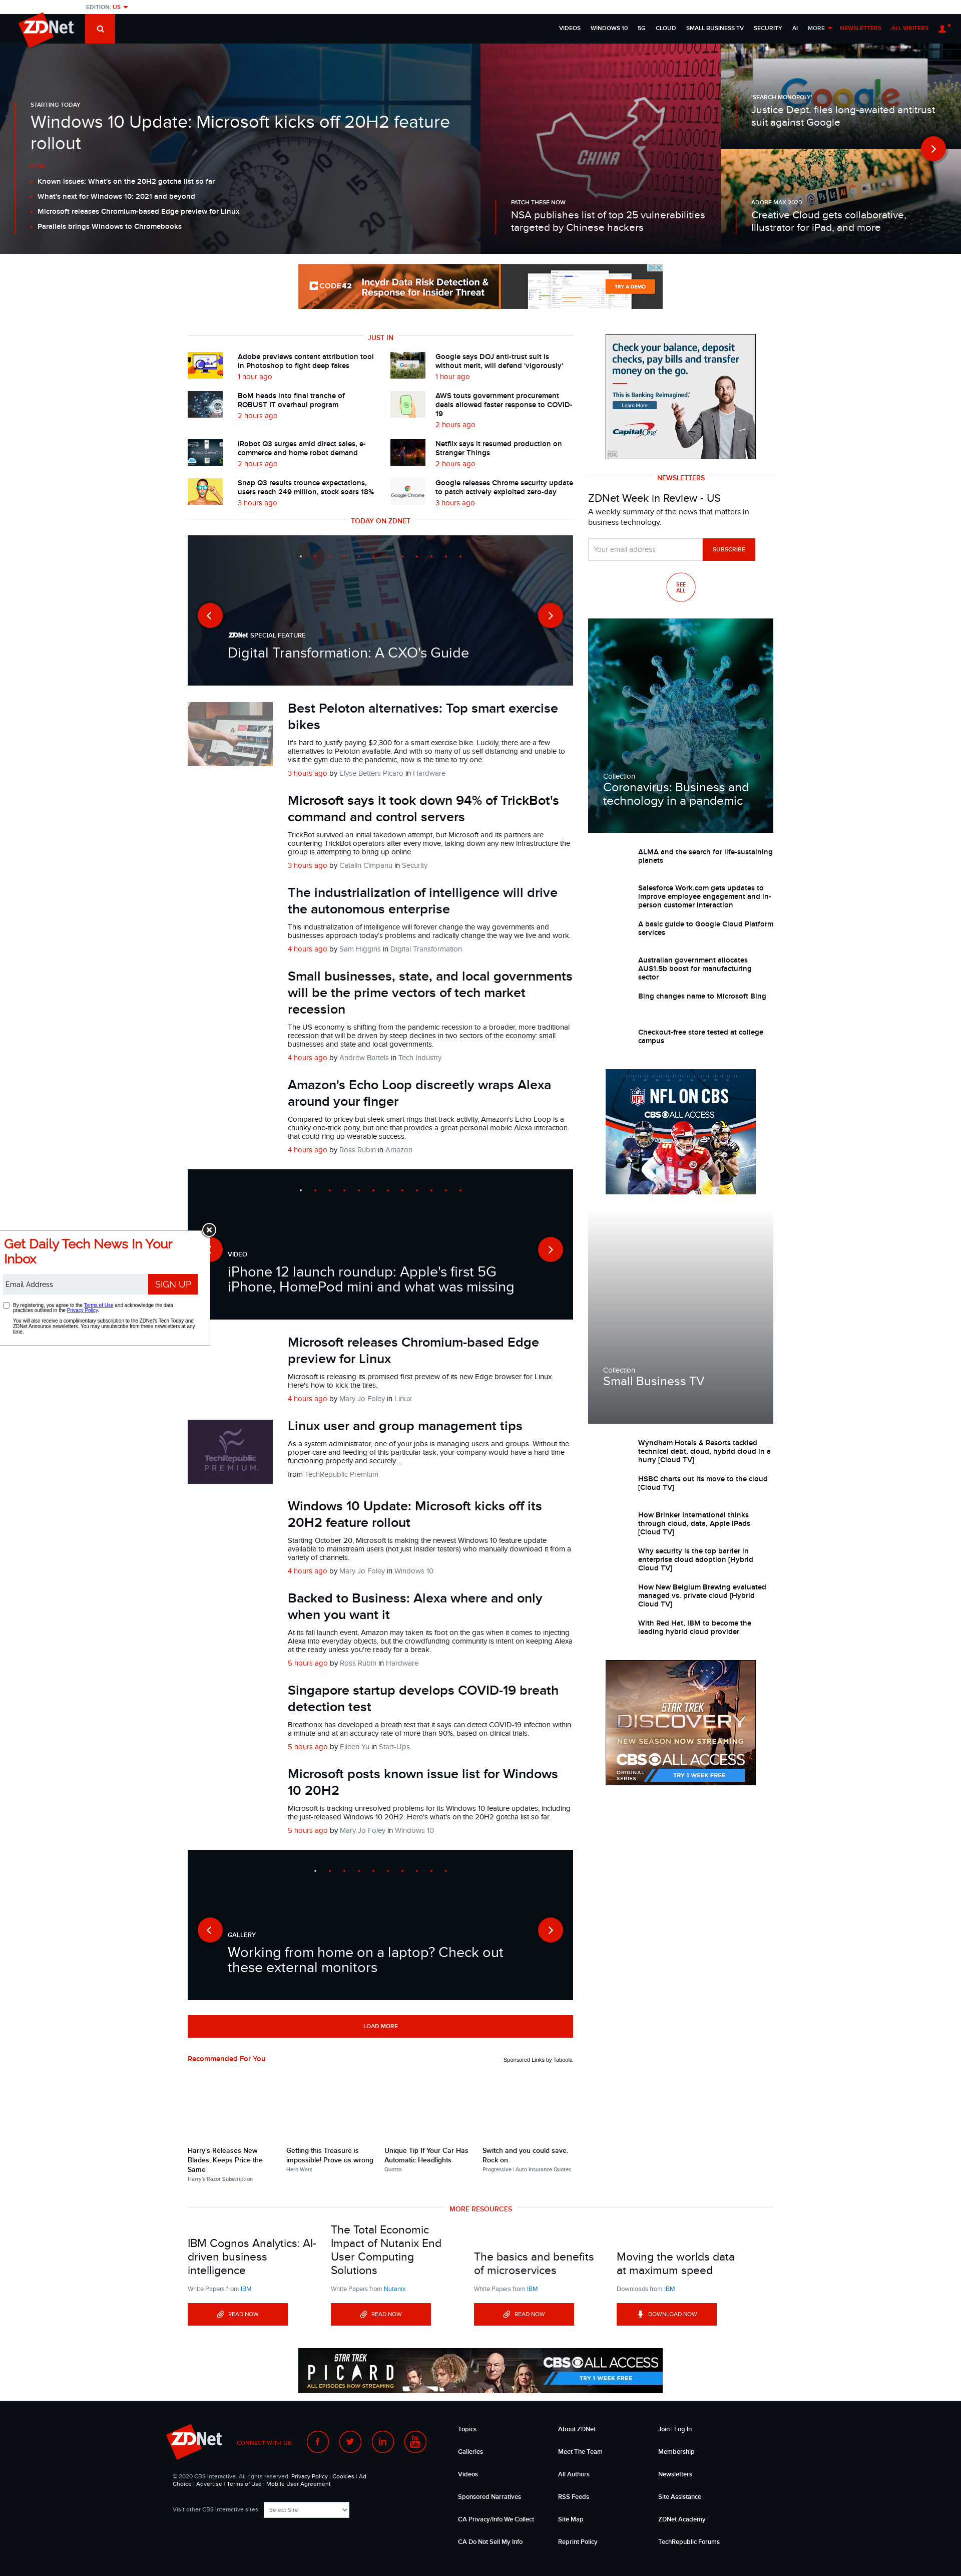 EDITION: US
ZDNet
VIDEOS WINDOWS 10 5G CLOUD SMALL BUSINESS TV SECURITY AI MORE NEWSLETTERS ALL WRITERS
STARTING TODAY
Windows 10 Update: Microsoft kicks off 20H2 feature
rollout
Known issues: What's on the 20H2 gotcha list so far
What's next for Windows 10: 2021 and beyond
Microsoft releases Chromium-based Edge preview for Linux
Parallels brings Windows to Chromebooks
CHINA
PATCH THESE NOW
NSA publishes list of top 25 vulnerabilities
targeted by Chinese hackers
Google
'SEARCH MONOPOLY'
Justice Dept. files long-awaited antitrust
suit against Google
ADOBE MAX 2020
Creative Cloud gets collaborative,
Illustrator for iPad, and more
CODE42
Incydr Data Risk Detection &
Response for Insider Threat
TRY A DEMO
JUST IN
Adobe previews content attribution tool
in Photoshop to fight deep fakes
1 hour ago
Google says DOJ anti-trust suit is
without merit, will defend 'vigorously'
1 hour ago
BoM heads into final tranche of
ROBUST IT overhaul program
2 hours ago
AWS touts government procurement
deals allowed faster response to COVID-
19
2 hours ago
iRobot Q3 surges amid direct sales, e-
commerce and home robot demand
2 hours ago
Netflix says it resumed production on
Stranger Things
2 hours ago
Snap Q3 results trounce expectations,
users reach 249 million, stock soars 18%
3 hours ago
Google Chrome
Google releases Chrome security update
to patch actively exploited zero-day
3 hours ago
TODAY ON ZDNET
ZDNet SPECIAL FEATURE
Digital Transformation: A CXO's Guide
Best Peloton alternatives: Top smart exercise
bikes
It's hard to justify paying $2,300 for a smart exercise bike. Luckily, there are a few
alternatives to Peloton available. And with so many of us self distancing and unable to
visit the gym due to the pandemic, now is the time to try one.
3 hours ago by Elyse Betters Picaro in Hardware
Microsoft says it took down 94% of TrickBot's
command and control servers
TrickBot survived an initial takedown attempt, but Microsoft and its partners are
countering TrickBot operators after every move, taking down any new infrastructure the
group is attempting to bring up online.
3 hours ago by Catalin Cimpanu in Security
The industrialization of intelligence will drive
the autonomous enterprise
This industrialization of intelligence will forever change the way governments and
businesses approach today's problems and radically change the way we live and work.
4 hours ago by Sam Higgins in Digital Transformation
Small businesses, state, and local governments
will be the prime vectors of tech market
recession
The US economy is shifting from the pandemic recession to a broader, more traditional
recession that will be driven by steep declines in two sectors of the economy: small
businesses and state and local governments.
4 hours ago by Andrew Bartels in Tech Industry
Amazon's Echo Loop discreetly wraps Alexa
around your finger
Compared to pricey but sleek smart rings that track activity, Amazon's Echo Loop is a
chunky one-trick pony, but one that provides a great personal mobile Alexa interaction
that could ring up wearable success.
4 hours ago by Ross Rubin in Amazon
VIDEO
iPhone 12 launch roundup: Apple's first 5G
iPhone, HomePod mini and what was missing
Get Daily Tech News In Your
Inbox
Email Address
SIGN UP
By registering, you agree to the Terms of Use and acknowledge the data
practices outlined in the Privacy Policy.
You will also receive a complimentary subscription to the ZDNet's Tech Today and
ZDNet Announce newsletters. You may unsubscribe from these newsletters at any
time.
Microsoft releases Chromium-based Edge
preview for Linux
Microsoft is releasing its promised first preview of its new Edge browser for Linux.
Here's how to kick the tires.
4 hours ago by Mary Jo Foley in Linux
TechRepublic
PREMIUM
Linux user and group management tips
As a system administrator, one of your jobs is managing users and groups. Without the
proper care and feeding of this particular task, your company would have a hard time
functioning properly and securely....
from TechRepublic Premium
Windows 10 Update: Microsoft kicks off its
20H2 feature rollout
Starting October 20, Microsoft is making the newest Windows 10 feature update
available to mainstream users (not just Insider testers) who manually download it from a
variety of channels.
4 hours ago by Mary Jo Foley in Windows 10
Backed to Business: Alexa where and only
when you want it
At its fall launch event, Amazon may taken its foot on the gas when it comes to injecting
Alexa into everyday objects, but the crowdfunding community is intent on keeping Alexa
at the ready unless you're ready for a break.
5 hours ago by Ross Rubin in Hardware
Singapore startup develops COVID-19 breath
detection test
Breathonix has developed a breath test that it says can detect COVID-19 infection within
a minute and at an accuracy rate of more than 90%, based on clinical trials.
5 hours ago by Eileen Yu in Start-Ups
Microsoft posts known issue list for Windows
10 20H2
Microsoft is tracking unresolved problems for its Windows 10 feature updates, including
the just-released Windows 10 20H2. Here's what's on the 20H2 gotcha list so far.
5 hours ago by Mary Jo Foley in Windows 10
GALLERY
Working from home on a laptop? Check out
these external monitors
LOAD MORE
Check your balance, deposit
checks, pay bills and transfer
money on the go.
This is Banking Reimagined.
Learn More
Capital One
NEWSLETTERS
ZDNet Week in Review - US
A weekly summary of the news that matters in
business technology.
Your email address
SUBSCRIBE
SEE
ALL
Collection
Coronavirus: Business and
technology in a pandemic
ALMA and the search for life-sustaining
planets
Salesforce Work.com gets updates to
improve employee engagement and in-
person customer interaction
A basic guide to Google Cloud Platform
services
Australian government allocates
AU$1.5b boost for manufacturing
sector
Bing changes name to Microsoft Bing
Checkout-free store tested at college
campus
NFL ON CBS
CBS ALL ACCESS
Collection
Small Business TV
Wyndham Hotels & Resorts tackled
technical debt, cloud, hybrid cloud in a
hurry [Cloud TV]
HSBC charts out its move to the cloud
[Cloud TV]
How Brinker International thinks
through cloud, data, Apple iPads
[Cloud TV]
Why security is the top barrier in
enterprise cloud adoption [Hybrid
Cloud TV]
How New Belgium Brewing evaluated
managed vs. private cloud [Hybrid
Cloud TV]
With Red Hat, IBM to become the
leading hybrid cloud provider
STAR TREK
DISCOVERY
NEW SEASON NOW STREAMING
CBS ALL ACCESS
ORIGINAL
SERIES
TRY 1 WEEK FREE
Recommended For You
Sponsored Links by Taboola
Harry's Releases New
Blades, Keeps Price the
Same
Harry's Razor Subscription
Getting this Treasure is
impossible! Prove us wrong
Hero Wars
Unique Tip If Your Car Has
Automatic Headlights
Quotza
Switch and you could save.
Rock on.
Progressive | Auto Insurance Quotes
MORE RESOURCES
IBM Cognos Analytics: AI-
driven business
intelligence
White Papers from IBM
READ NOW
The Total Economic
Impact of Nutanix End
User Computing
Solutions
White Papers from Nutanix
READ NOW
The basics and benefits
of microservices
White Papers from IBM
READ NOW
Moving the worlds data
at maximum speed
Downloads from IBM
DOWNLOAD NOW
STAR TREK
PICARD
ALL EPISODES NOW STREAMING
CBS ALL ACCESS
TRY 1 WEEK FREE
ZDNet
CONNECT WITH US
© 2020 CBS Interactive. All rights reserved. Privacy Policy | Cookies | Ad
Choice | Advertise | Terms of Use | Mobile User Agreement
Visit other CBS Interactive sites: Select Site
Topics
Galleries
Videos
Sponsored Narratives
CA Privacy/Info We Collect
CA Do Not Sell My Info
About ZDNet
Meet The Team
All Authors
RSS Feeds
Site Map
Reprint Policy
Join | Log In
Membership
Newsletters
Site Assistance
ZDNet Academy
TechRepublic Forums